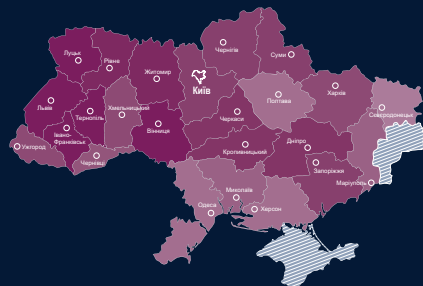 Чернігів
Луцьк
Рівне
Суми
Житомир
Київ
Харків
Полтава
Львів
Тернопіль
Хмельницький
Сєвєродонецьк
Черкаси
Вінниця
Івано-
Франківськ
Ужгород
Чернівці
Кропивницький
Дніпро
Запоріжжя
Маріуполь
Миколаїв
Одеса
Херсон